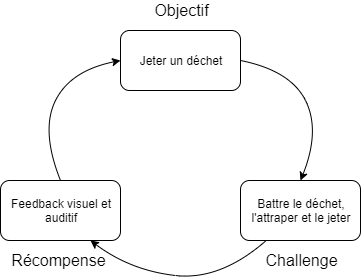 Objectif
Jeter un déchet
Feedback visuel et
auditif
Battre le déchet,
l'attraper et le jeter
Récompense
Challenge